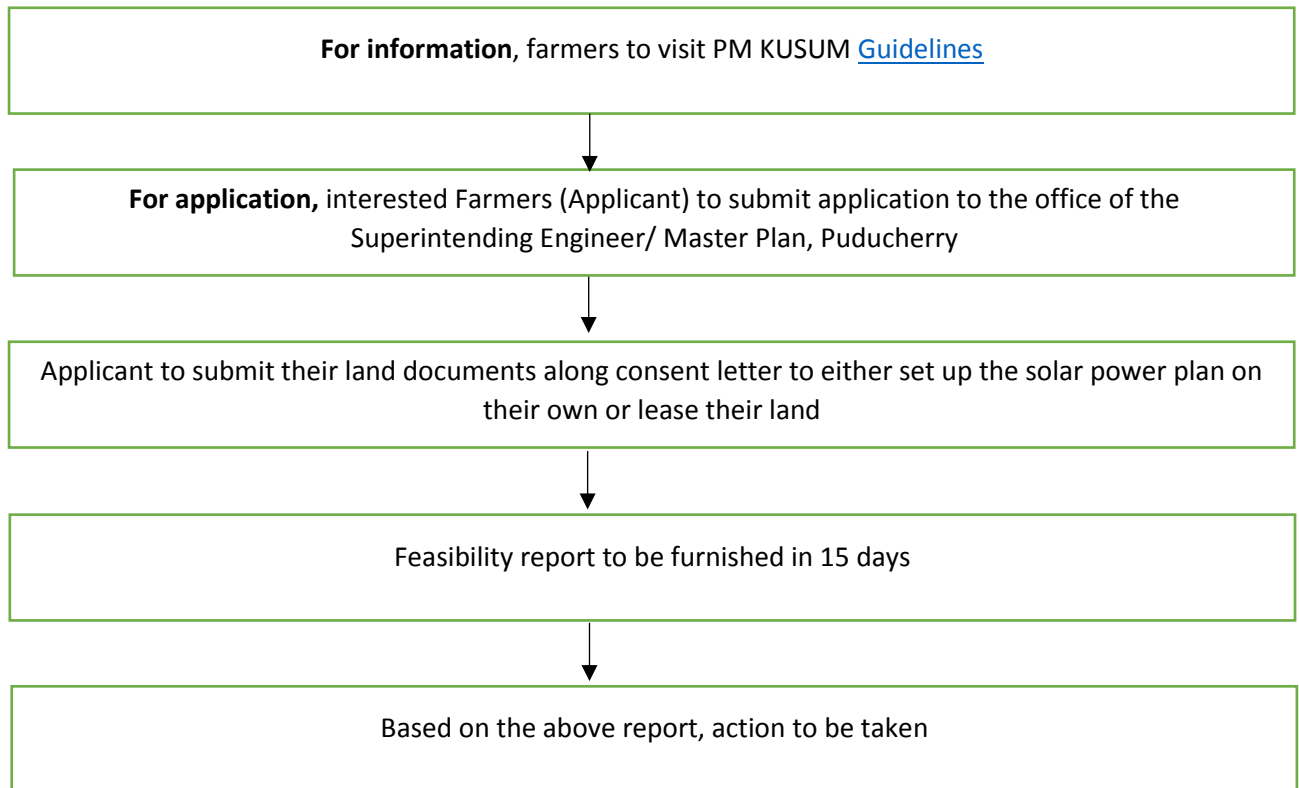 For information, farmers to visit PM KUSUM Guidelines
For application, interested Farmers (Applicant) to submit application to the office of the
Superintending Engineer/ Master Plan, Puducherry
Applicant to submit their land documents along consent letter to either set up the solar power plan on
their own or lease their land
Feasibility report to be furnished in 15 days
Based on the above report, action to be taken